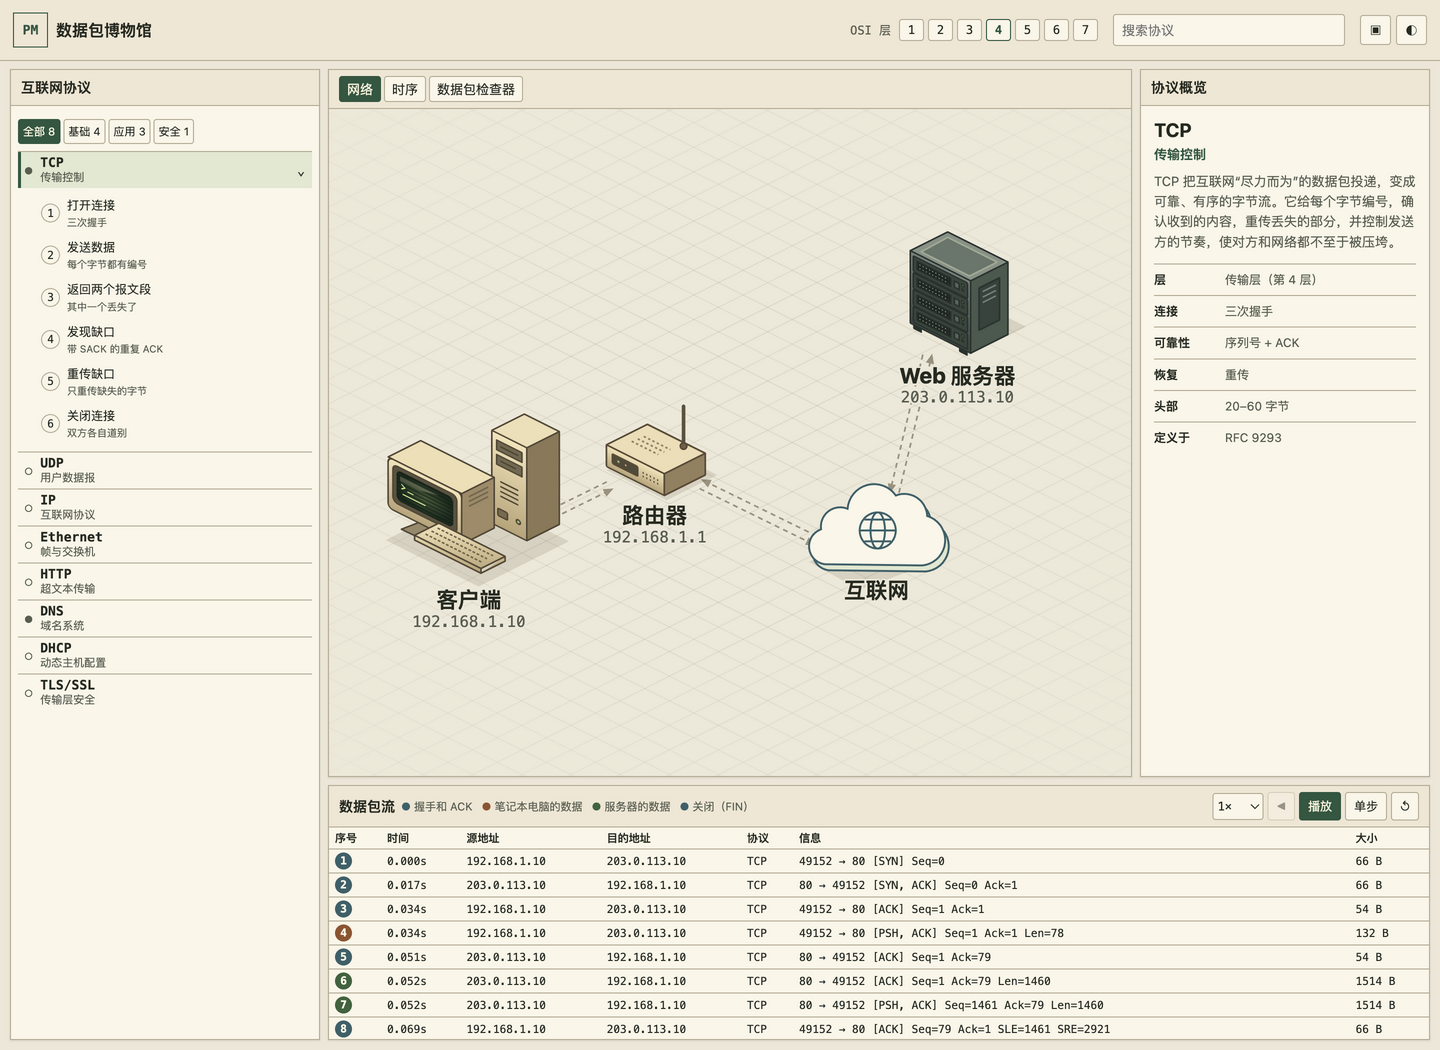 PM 数据包博物馆
OSI 层 1 2 3 4 5 6 7 搜索协议
互联网协议
全部 8 基础 4 应用 3 安全 1
TCP
传输控制
1 打开连接
三次握手
2 发送数据
每个字节都有编号
3 返回两个报文段
其中一个丢失了
4 发现缺口
带 SACK 的重复 ACK
5 重传缺口
只重传缺失的字节
6 关闭连接
双方各自道别
UDP
用户数据报
IP
互联网协议
Ethernet
帧与交换机
HTTP
超文本传输
DNS
域名系统
DHCP
动态主机配置
TLS/SSL
传输层安全
网络 时序 数据包检查器
Web 服务器
203.0.113.10
路由器
192.168.1.1
互联网
客户端
192.168.1.10
协议概览
TCP
传输控制
TCP 把互联网“尽力而为”的数据包投递，变成
可靠、有序的字节流。它给每个字节编号，确
认收到的内容，重传丢失的部分，并控制发送
方的节奏，使对方和网络都不至于被压垮。
层 传输层（第 4 层）
连接 三次握手
可靠性 序列号 + ACK
恢复 重传
头部 20–60 字节
定义于 RFC 9293
数据包流 握手和 ACK 笔记本电脑的数据 服务器的数据 关闭（FIN） 1× 播放 单步
序号 时间 源地址 目的地址 协议 信息 大小
1 0.000s 192.168.1.10 203.0.113.10 TCP 49152 → 80 [SYN] Seq=0 66 B
2 0.017s 203.0.113.10 192.168.1.10 TCP 80 → 49152 [SYN, ACK] Seq=0 Ack=1 66 B
3 0.034s 192.168.1.10 203.0.113.10 TCP 49152 → 80 [ACK] Seq=1 Ack=1 54 B
4 0.034s 192.168.1.10 203.0.113.10 TCP 49152 → 80 [PSH, ACK] Seq=1 Ack=1 Len=78 132 B
5 0.051s 203.0.113.10 192.168.1.10 TCP 80 → 49152 [ACK] Seq=1 Ack=79 54 B
6 0.052s 203.0.113.10 192.168.1.10 TCP 80 → 49152 [ACK] Seq=1 Ack=79 Len=1460 1514 B
7 0.052s 203.0.113.10 192.168.1.10 TCP 80 → 49152 [PSH, ACK] Seq=1461 Ack=79 Len=1460 1514 B
8 0.069s 192.168.1.10 203.0.113.10 TCP 49152 → 80 [ACK] Seq=79 Ack=1 SLE=1461 SRE=2921 66 B